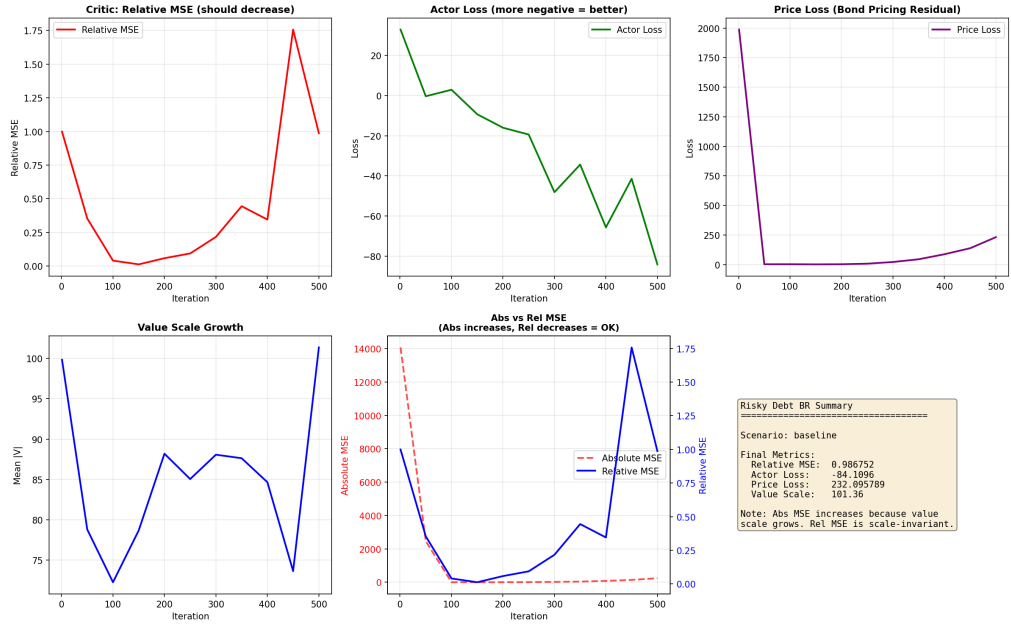 Critic: Relative MSE (should decrease)
Relative MSE
Relative MSE
1.75
1.50
1.25
1.00
0.75
0.50
0.25
0.00
0 100 200 300 400 500
Iteration
Actor Loss (more negative = better)
Actor Loss
Loss
20
0
−20
−40
−60
−80
0 100 200 300 400 500
Iteration
Price Loss (Bond Pricing Residual)
Price Loss
Loss
2000
1750
1500
1250
1000
750
500
250
0
0 100 200 300 400 500
Iteration
Value Scale Growth
Mean |V|
100
95
90
85
80
75
0 100 200 300 400 500
Iteration
Abs vs Rel MSE
(Abs increases, Rel decreases = OK)
Absolute MSE
14000
12000
10000
8000
6000
4000
2000
0
Absolute MSE
Relative MSE
1.75
1.50
1.25
1.00
0.75
0.50
0.25
0.00
Relative MSE
0 100 200 300 400 500
Iteration
Risky Debt BR Summary
===================================
Scenario: baseline
Final Metrics:
Relative MSE: 0.986752
Actor Loss: -84.1096
Price Loss: 232.095789
Value Scale: 101.36
Note: Abs MSE increases because value
scale grows. Rel MSE is scale-invariant.